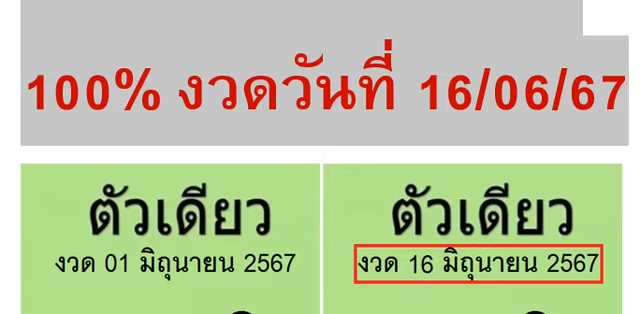 100% งวดวันที่ 16/06/67
ตัวเดียว
งวด 01 มิถุนายน 2567
ตัวเดียว
งวด 16 มิถุนายน 2567